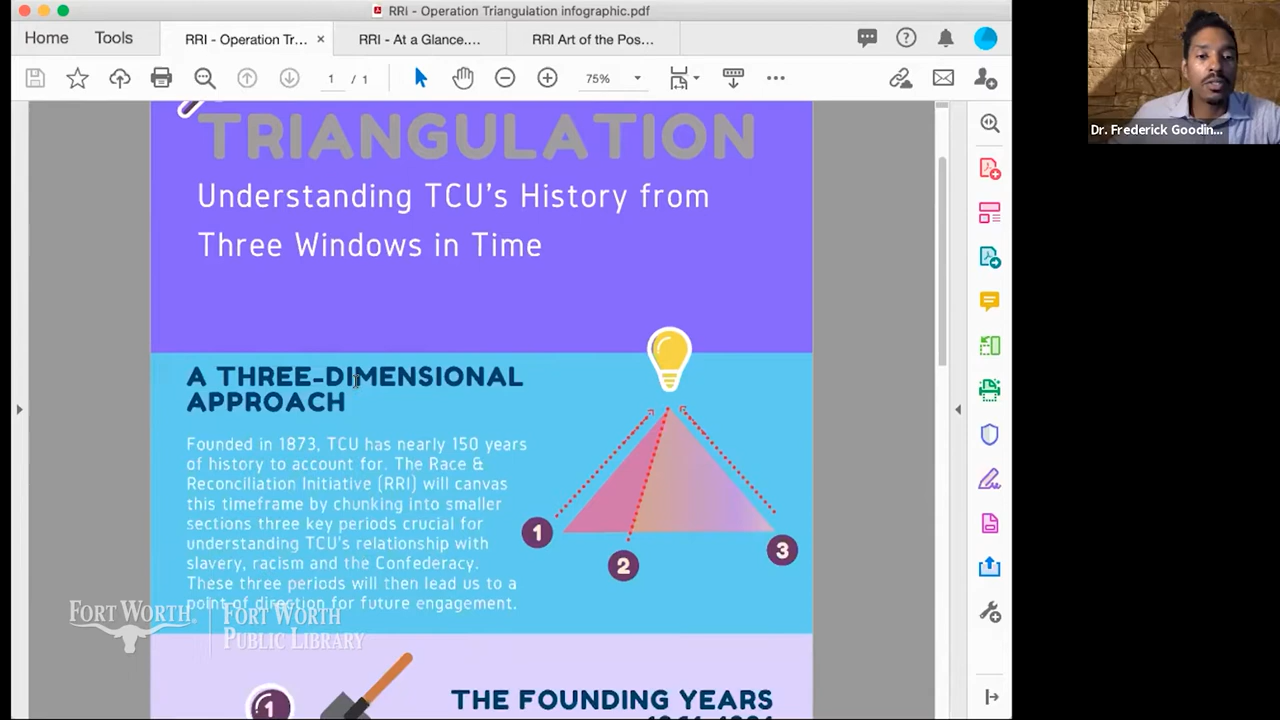 RRI - Operation Triangulation infographic.pdf
Home
Tools
RRI - Operation Tr...
RRI - At a Glance....
RRI Art of the Pos...
1 / 1
75%
Dr. Frederick Goodin...
TRIANGULATION
Understanding TCU's History from
Three Windows in Time
A THREE-DIMENSIONAL
APPROACH
Founded in 1873, TCU has nearly 150 years
of history to account for. The Race &
Reconciliation Initiative (RRI) will canvas
this timeframe by chunking into smaller
sections three key periods crucial for
understanding TCU's relationship with
slavery, racism and the Confederacy.
These three periods will then lead us to a
point of direction for future engagement.
1
2
3
FORT WORTH®
FORT WORTH
PUBLIC LIBRARY
1
THE FOUNDING YEARS